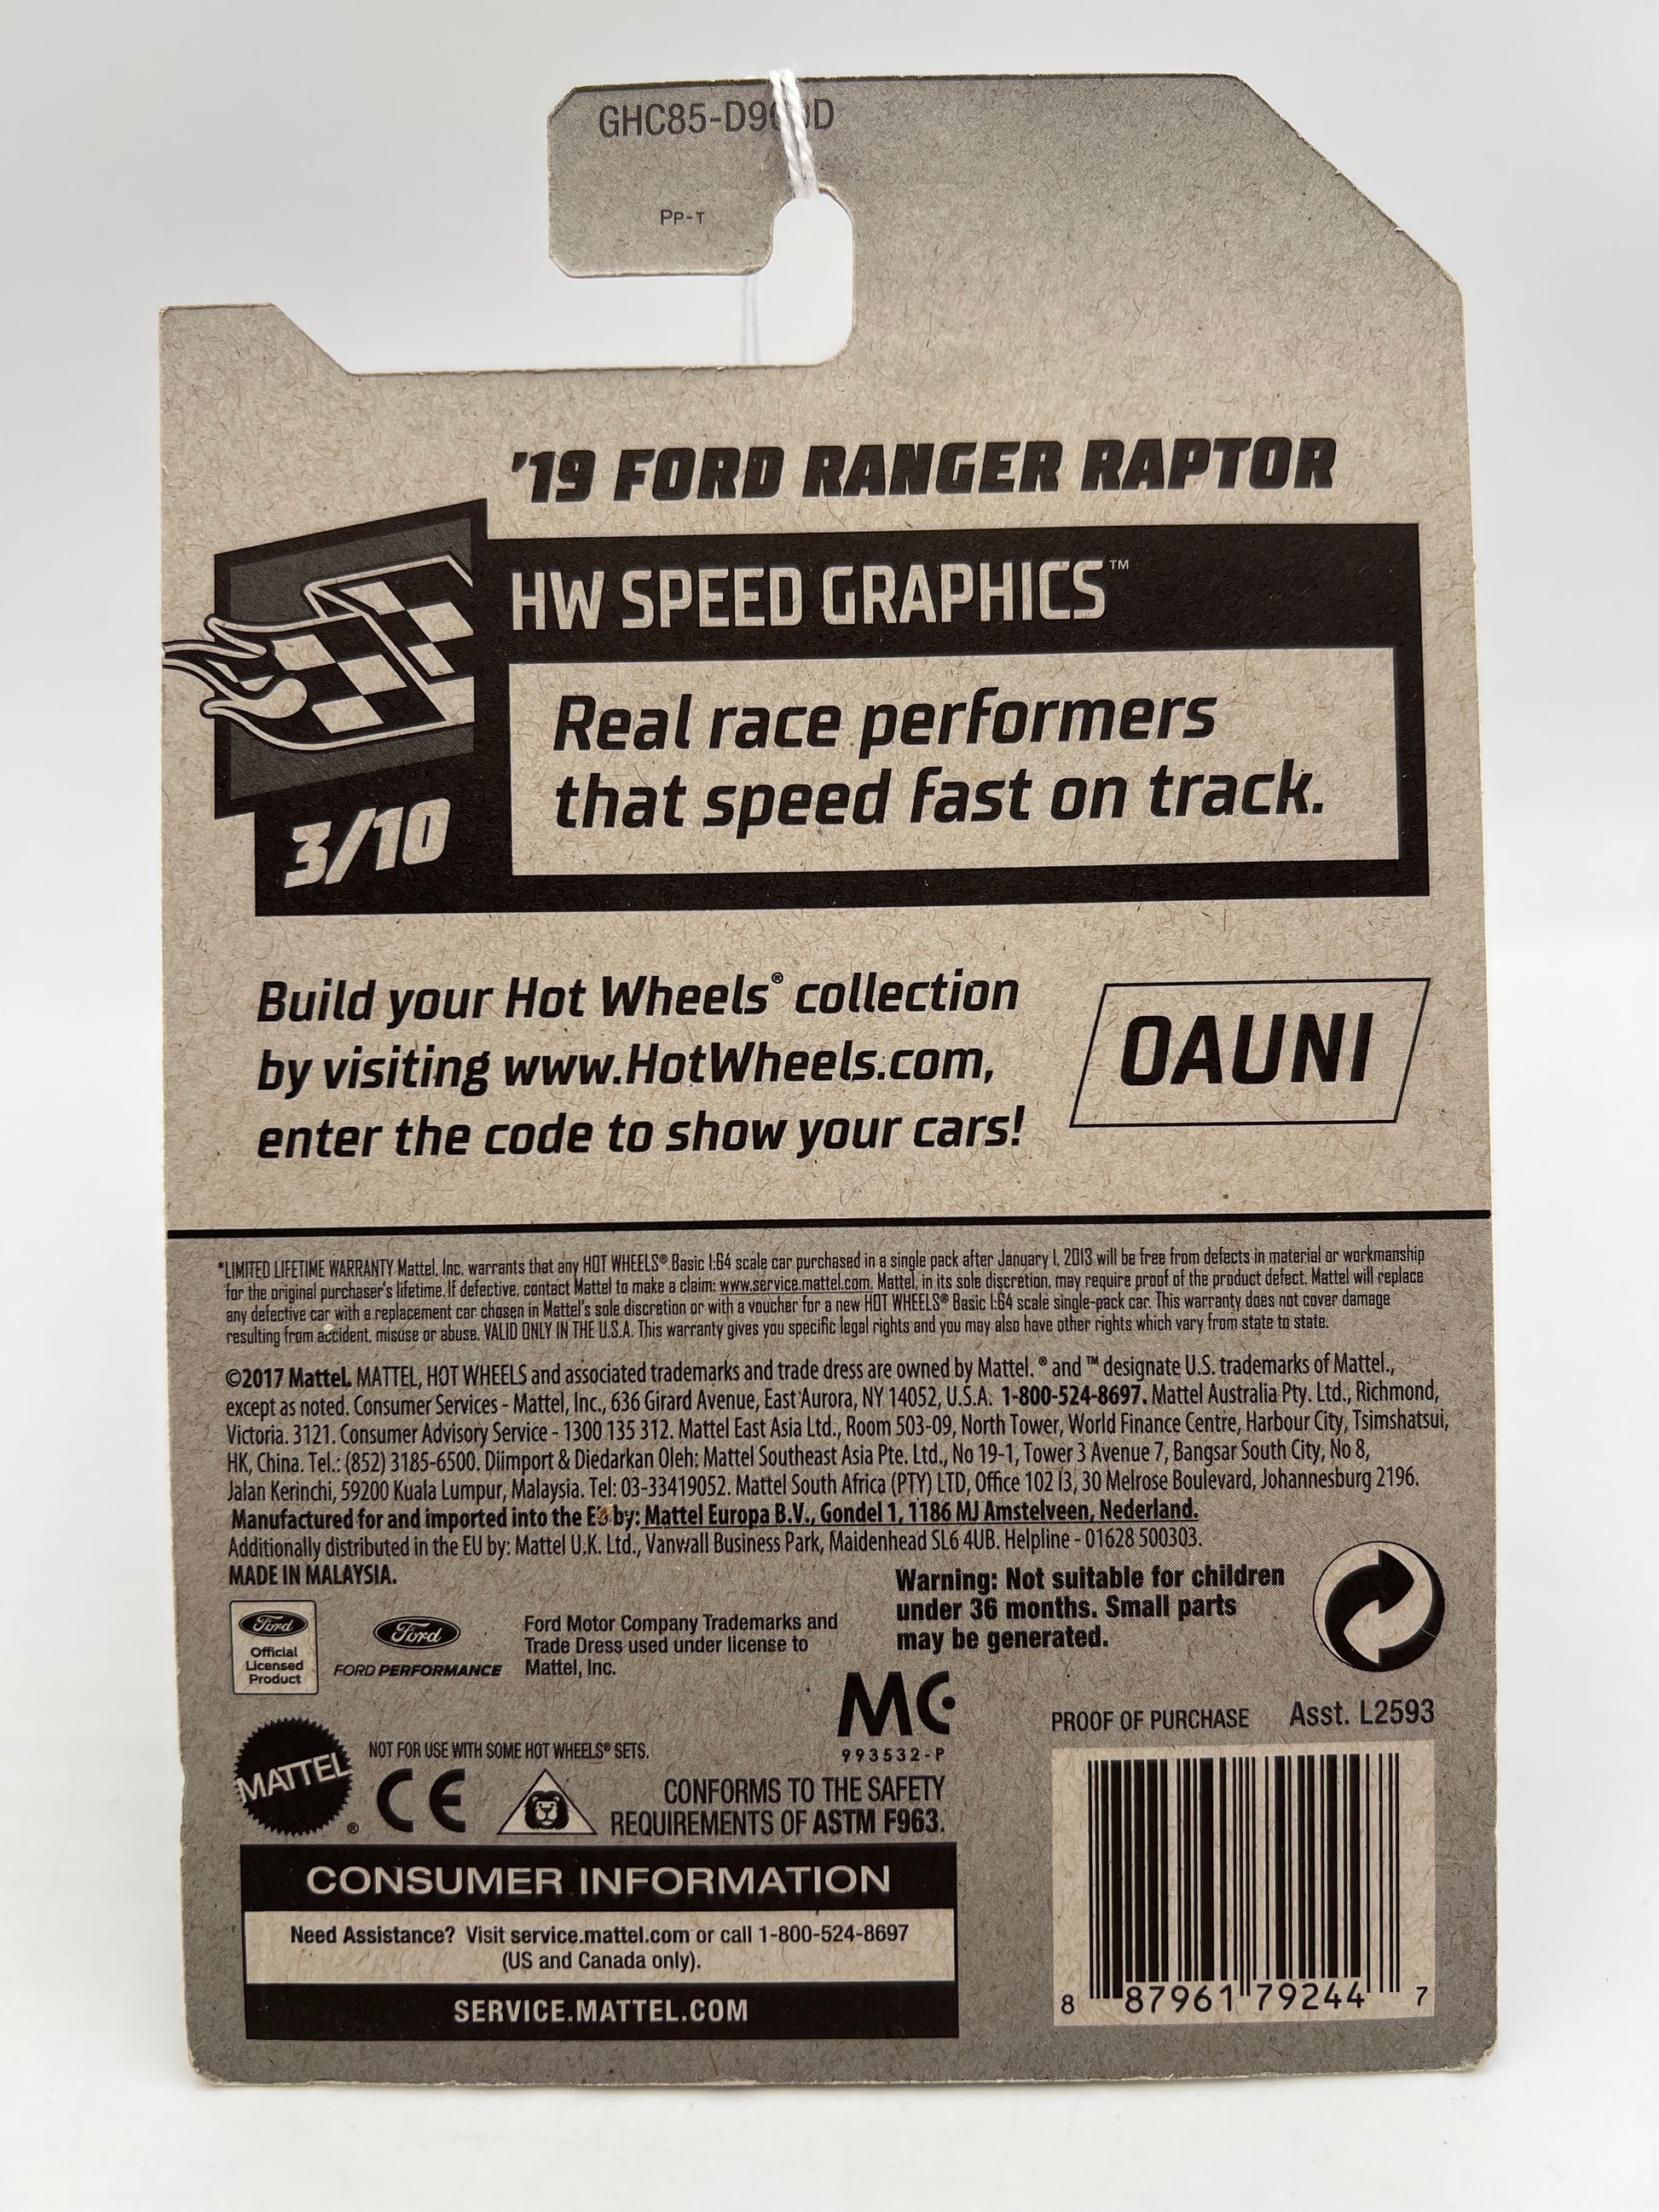 Pp-T
'19 FORD RANGER RAPTOR
HW SPEED GRAPHICS™
Real race performers
that speed fast on track.
3/10
Build your Hot Wheels® collection
by visiting www.HotWheels.com,
enter the code to show your cars!
OAUNI
*LIMITED LIFETIME WARRANTY Mattel, Inc. warrants that any HOT WHEELS® Basic 1:64 scale car purchased in a single pack after January 1, 2013 will be free from defects in material or workmanship
for the original purchaser's lifetime. If defective, contact Mattel to make a claim: www.service.mattel.com. Mattel, in its sole discretion, may require proof of the product defect. Mattel will replace
any defective car with a replacement car chosen in Mattel's sole discretion or with a voucher for a new HOT WHEELS® Basic 1:64 scale single-pack car. This warranty does not cover damage
resulting from accident, misuse or abuse. VALID ONLY IN THE U.S.A. This warranty gives you specific legal rights and you may also have other rights which vary from state to state.
©2017 Mattel. MATTEL, HOT WHEELS and associated trademarks and trade dress are owned by Mattel. ® and ™ designate U.S. trademarks of Mattel.,
except as noted. Consumer Services - Mattel, Inc., 636 Girard Avenue, East Aurora, NY 14052, U.S.A. 1-800-524-8697. Mattel Australia Pty. Ltd., Richmond,
Victoria. 3121. Consumer Advisory Service - 1300 135 312. Mattel East Asia Ltd., Room 503-09, North Tower, World Finance Centre, Harbour City, Tsimshatsui,
HK, China. Tel.: (852) 3185-6500. Diimport & Diedarkan Oleh: Mattel Southeast Asia Pte. Ltd., No 19-1, Tower 3 Avenue 7, Bangsar South City, No 8,
Jalan Kerinchi, 59200 Kuala Lumpur, Malaysia. Tel: 03-33419052. Mattel South Africa (PTY) LTD, Office 102 I3, 30 Melrose Boulevard, Johannesburg 2196.
Manufactured for and imported into the EU by: Mattel Europa B.V., Gondel 1, 1186 MJ Amstelveen, Nederland.
Additionally distributed in the EU by: Mattel U.K. Ltd., Vanwall Business Park, Maidenhead SL6 4UB. Helpline - 01628 500303.
MADE IN MALAYSIA.
Warning: Not suitable for children
under 36 months. Small parts
may be generated.
Ford
Official
Licensed
Product
Ford
FORD PERFORMANCE
Ford Motor Company Trademarks and
Trade Dress used under license to
Mattel, Inc.
MC
993532-P
PROOF OF PURCHASE Asst. L2593
MATTEL®
NOT FOR USE WITH SOME HOT WHEELS® SETS.
CE
CONFORMS TO THE SAFETY
REQUIREMENTS OF ASTM F963.
CONSUMER INFORMATION
Need Assistance? Visit service.mattel.com or call 1-800-524-8697
(US and Canada only).
SERVICE.MATTEL.COM
8 87961 79244 7